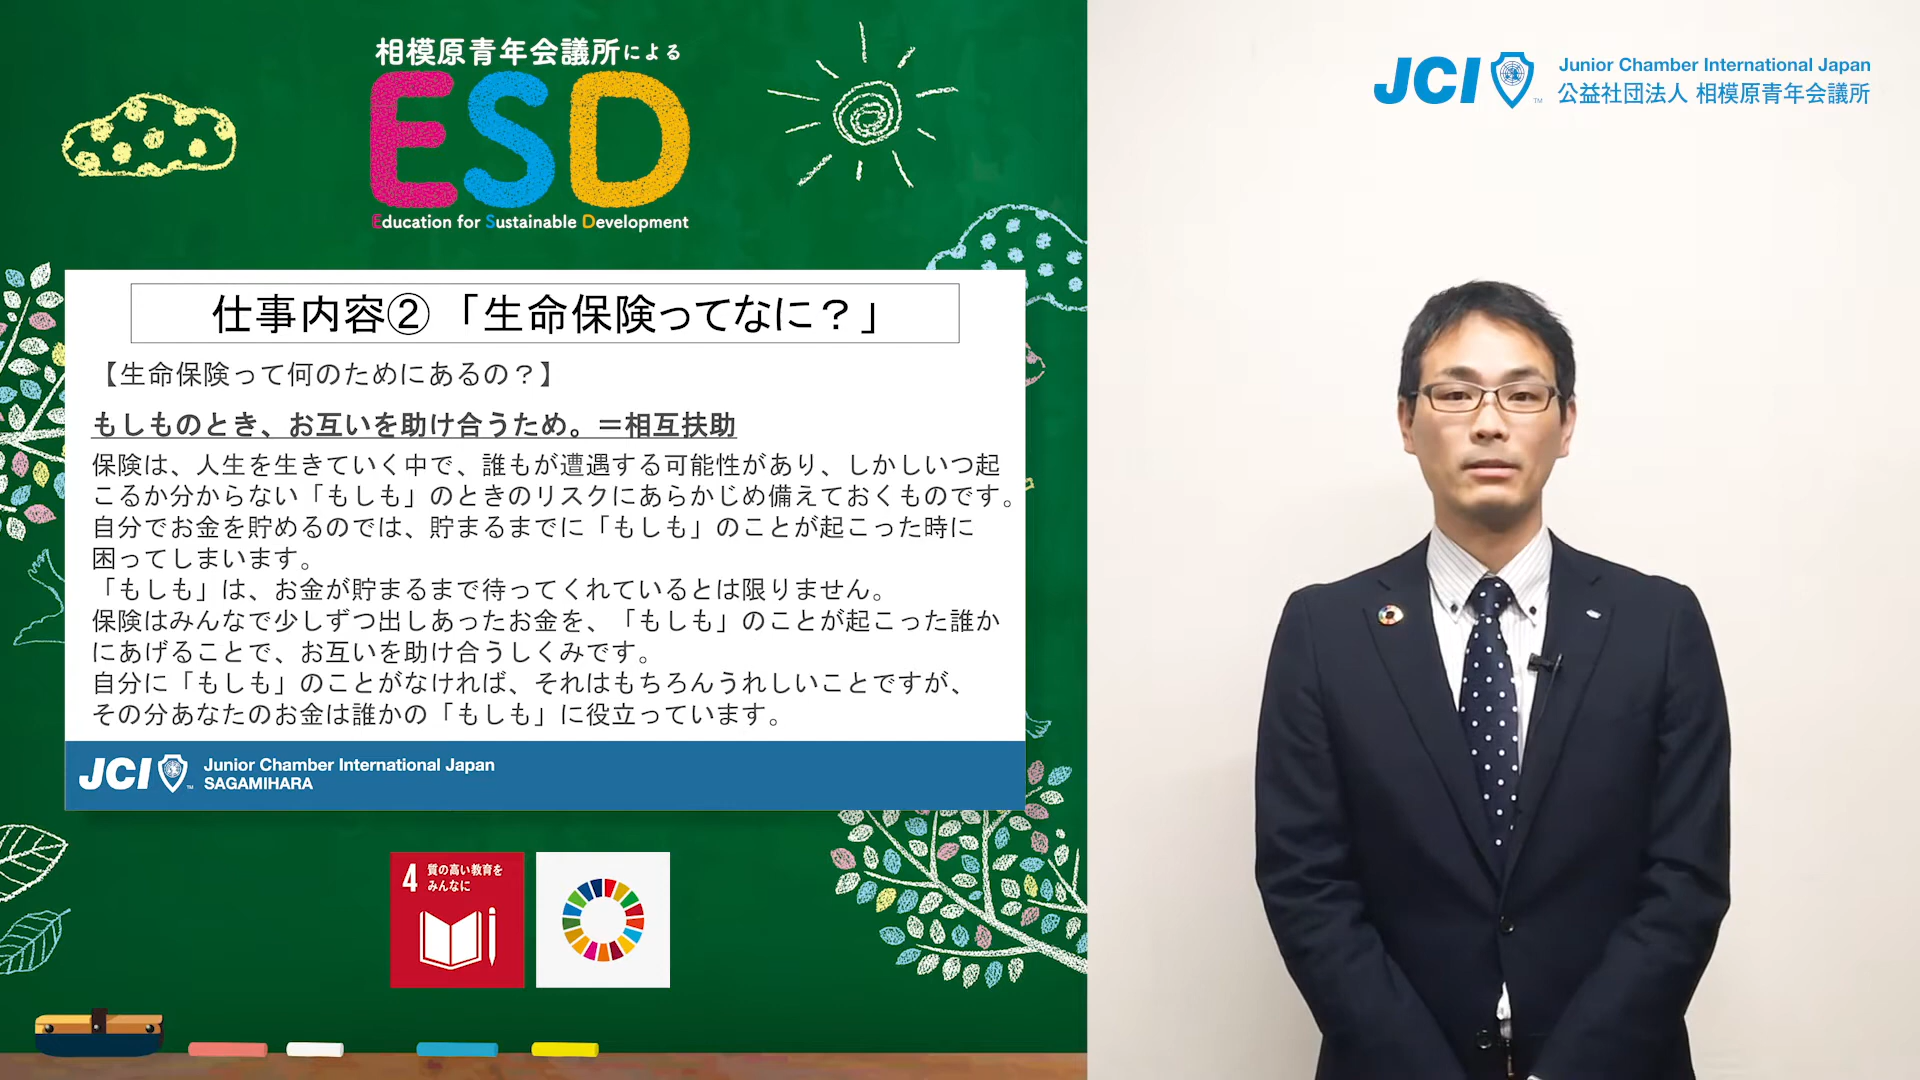 相模原青年会議所による
ESD
Education for Sustainable Development
JCI
Junior Chamber International Japan
公益社団法人 相模原青年会議所
仕事内容②「生命保険ってなに？」
【生命保険って何のためにあるの？】
もしものとき、お互いを助け合うため。＝相互扶助
保険は、人生を生きていく中で、誰もが遭遇する可能性があり、しかしいつ起
こるか分からない「もしも」のときのリスクにあらかじめ備えておくものです。
自分でお金を貯めるのでは、貯まるまでに「もしも」のことが起こった時に
困ってしまいます。
「もしも」は、お金が貯まるまで待ってくれているとは限りません。
保険はみんなで少しずつ出しあったお金を、「もしも」のことが起こった誰か
にあげることで、お互いを助け合うしくみです。
自分に「もしも」のことがなければ、それはもちろんうれしいことですが、
その分あなたのお金は誰かの「もしも」に役立っています。
JCI
TM
Junior Chamber International Japan
SAGAMIHARA
4 質の高い教育を
みんなに